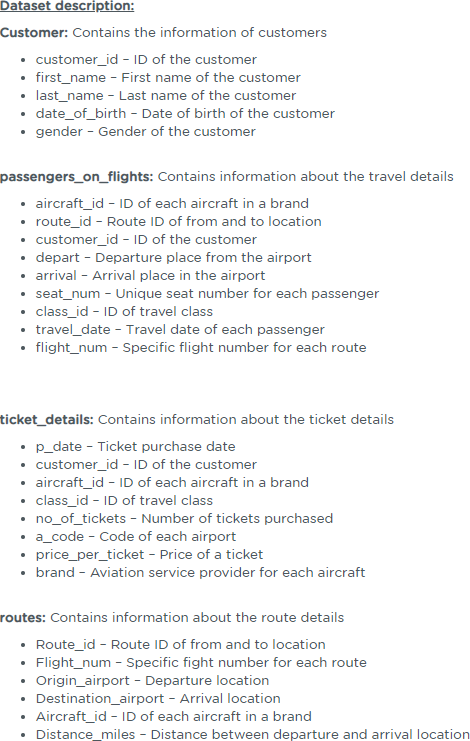 Dataset description:
Customer: Contains the information of customers
• customer_id – ID of the customer
• first_name – First name of the customer
• last_name – Last name of the customer
• date_of_birth – Date of birth of the customer
• gender – Gender of the customer
passengers_on_flights: Contains information about the travel details
• aircraft_id – ID of each aircraft in a brand
• route_id – Route ID of from and to location
• customer_id – ID of the customer
• depart – Departure place from the airport
• arrival – Arrival place in the airport
• seat_num – Unique seat number for each passenger
• class_id – ID of travel class
• travel_date – Travel date of each passenger
• flight_num – Specific flight number for each route
ticket_details: Contains information about the ticket details
• p_date – Ticket purchase date
• customer_id – ID of the customer
• aircraft_id – ID of each aircraft in a brand
• class_id – ID of travel class
• no_of_tickets – Number of tickets purchased
• a_code – Code of each airport
• price_per_ticket – Price of a ticket
• brand – Aviation service provider for each aircraft
routes: Contains information about the route details
• Route_id – Route ID of from and to location
• Flight_num – Specific fight number for each route
• Origin_airport – Departure location
• Destination_airport – Arrival location
• Aircraft_id – ID of each aircraft in a brand
• Distance_miles – Distance between departure and arrival location